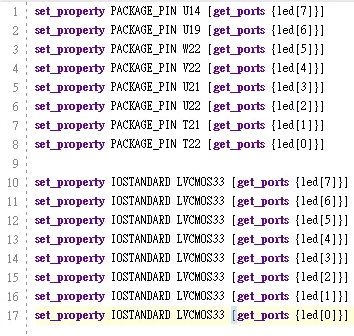 1 set_property PACKAGE_PIN U14 [get_ports {led[7]}]
2 set_property PACKAGE_PIN U19 [get_ports {led[6]}]
3 set_property PACKAGE_PIN W22 [get_ports {led[5]}]
4 set_property PACKAGE_PIN V22 [get_ports {led[4]}]
5 set_property PACKAGE_PIN U21 [get_ports {led[3]}]
6 set_property PACKAGE_PIN U22 [get_ports {led[2]}]
7 set_property PACKAGE_PIN T21 [get_ports {led[1]}]
8 set_property PACKAGE_PIN T22 [get_ports {led[0]}]
9
10 set_property IOSTANDARD LVCMOS33 [get_ports {led[7]}]
11 set_property IOSTANDARD LVCMOS33 [get_ports {led[6]}]
12 set_property IOSTANDARD LVCMOS33 [get_ports {led[5]}]
13 set_property IOSTANDARD LVCMOS33 [get_ports {led[4]}]
14 set_property IOSTANDARD LVCMOS33 [get_ports {led[3]}]
15 set_property IOSTANDARD LVCMOS33 [get_ports {led[2]}]
16 set_property IOSTANDARD LVCMOS33 [get_ports {led[1]}]
17 set_property IOSTANDARD LVCMOS33 [get_ports {led[0]}]